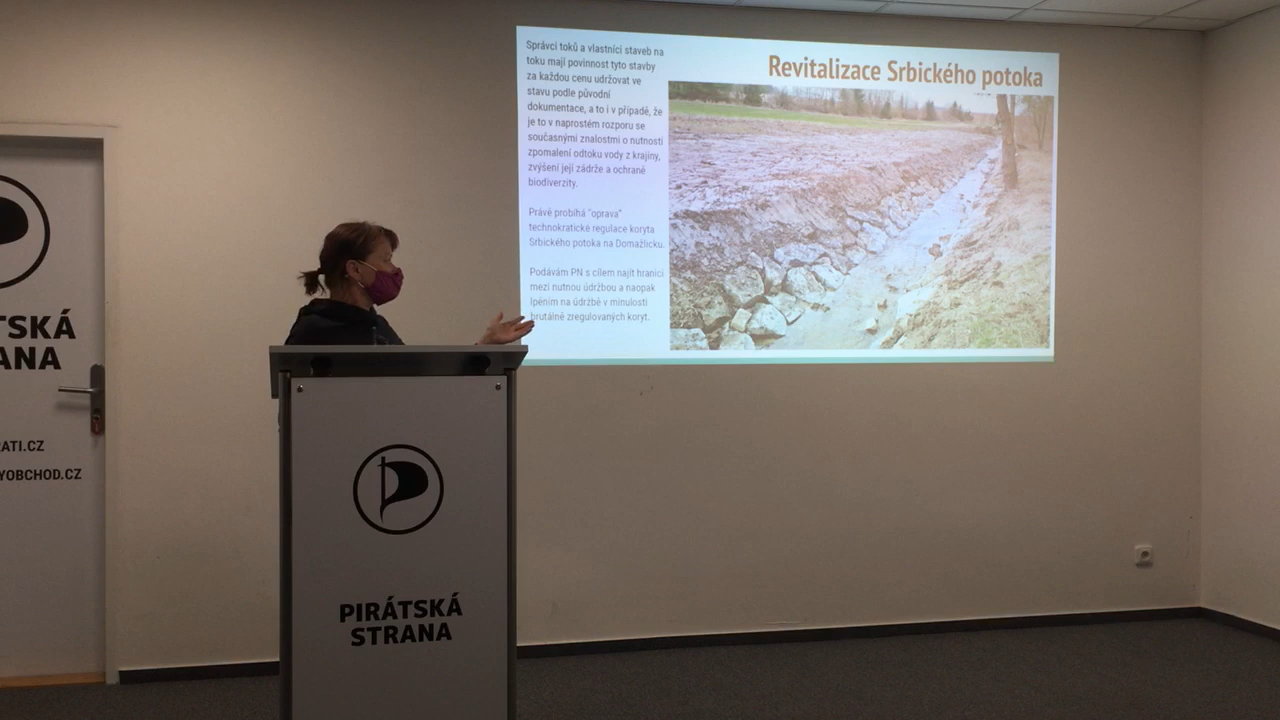 Správci toků a vlastníci staveb na
toku mají povinnost tyto stavby
za každou cenu udržovat ve
stavu podle původní
dokumentace, a to i v případě, že
je to v naprostém rozporu se
současnými znalostmi o nutnosti
zpomalení odtoku vody z krajiny,
zvýšení její zádrže a ochraně
biodiverzity.
Právě probíhá "oprava"
technokratické regulace koryta
Srbického potoka na Domažlicku.
Podávám PN s cílem najít hranici
mezi nutnou údržbou a naopak
lpěním na údržbě v minulosti
brutálně zregulovaných koryt.
Revitalizace Srbického potoka
TSKÁ
ANA
ATI.CZ
YOBCHOD.CZ
PIRÁTSKÁ
STRANA